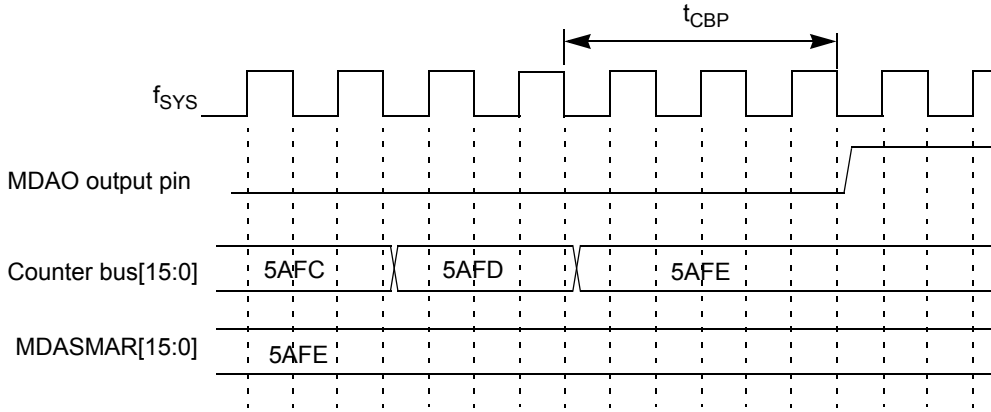 tCBP
fSYS
MDAO output pin
Counter bus[15:0] 5AFC 5AFD 5AFE
MDASMAR[15:0] 5AFE